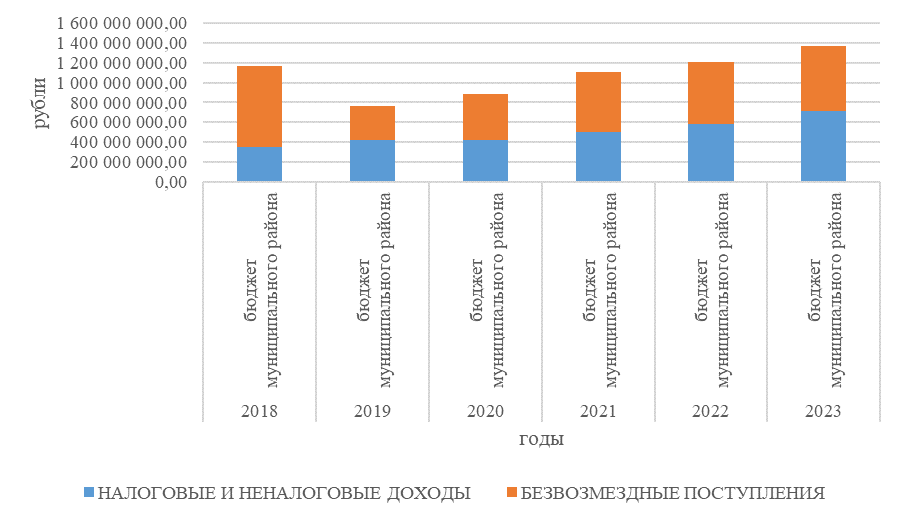 1 600 000 000,00
1 400 000 000,00
1 200 000 000,00
1 000 000 000,00
800 000 000,00
600 000 000,00
400 000 000,00
200 000 000,00
0,00
рубли
бюджет
муниципального района
бюджет
муниципального района
бюджет
муниципального района
бюджет
муниципального района
бюджет
муниципального района
бюджет
муниципального района
2018 2019 2020 2021 2022 2023
годы
НАЛОГОВЫЕ И НЕНАЛОГОВЫЕ ДОХОДЫ БЕЗВОЗМЕЗДНЫЕ ПОСТУПЛЕНИЯ